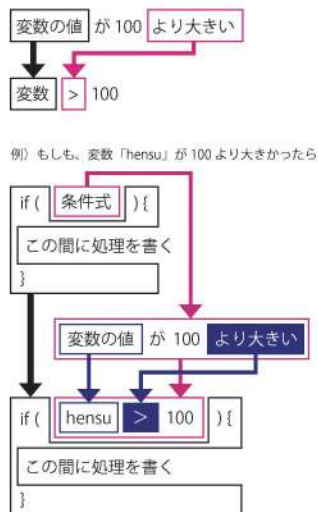 変数の値 が 100 より大きい
変数 > 100
例）もしも、変数「hensu」が 100 より大きかったら
if ( 条件式 ) {
この間に処理を書く
}
変数の値 が 100 より大きい
if ( hensu > 100 ) {
この間に処理を書く
}